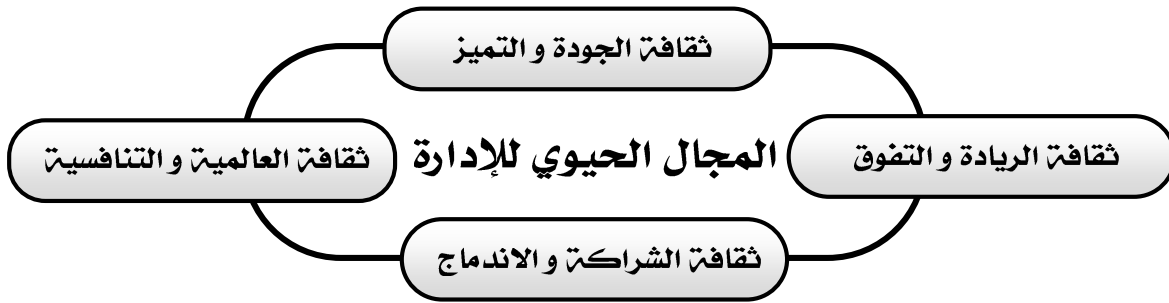 ثقافة الجودة و التميز
ثقافة الريادة و التفوق
المجال الحيوي للإدارة
ثقافة العالمية و التنافسية
ثقافة الشراكة و الاندماج